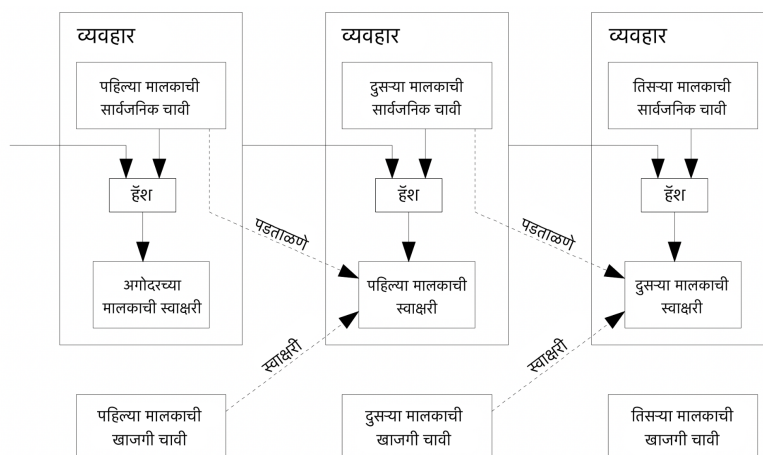 व्यवहार
व्यवहार
व्यवहार
पहिल्या मालकाची
सार्वजनिक चावी
दुसऱ्या मालकाची
सार्वजनिक चावी
तिसऱ्या मालकाची
सार्वजनिक चावी
हॅश
हॅश
हॅश
पडताळणे
पडताळणे
अगोदरच्या
मालकाची स्वाक्षरी
पहिल्या मालकाची
स्वाक्षरी
दुसऱ्या मालकाची
स्वाक्षरी
स्वाक्षरी
स्वाक्षरी
पहिल्या मालकाची
खाजगी चावी
दुसऱ्या मालकाची
खाजगी चावी
तिसऱ्या मालकाची
खाजगी चावी